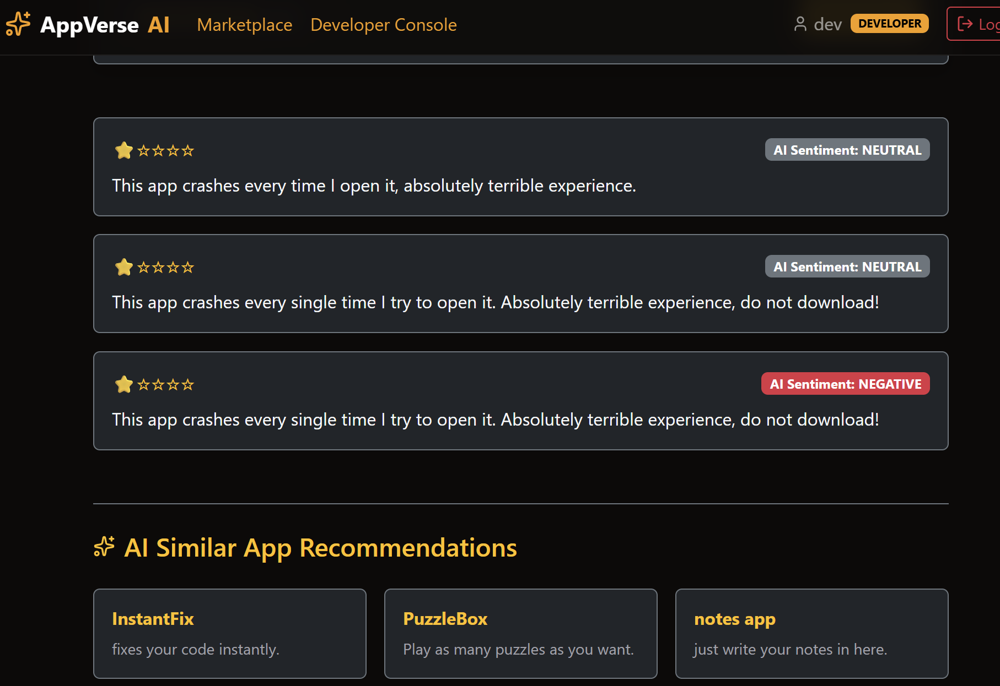 AppVerse AI Marketplace Developer Console dev DEVELOPER
AI Sentiment: NEUTRAL
This app crashes every time I open it, absolutely terrible experience.
AI Sentiment: NEUTRAL
This app crashes every single time I try to open it. Absolutely terrible experience, do not download!
AI Sentiment: NEGATIVE
This app crashes every single time I try to open it. Absolutely terrible experience, do not download!
AI Similar App Recommendations
InstantFix
fixes your code instantly.
PuzzleBox
Play as many puzzles as you want.
notes app
just write your notes in here.